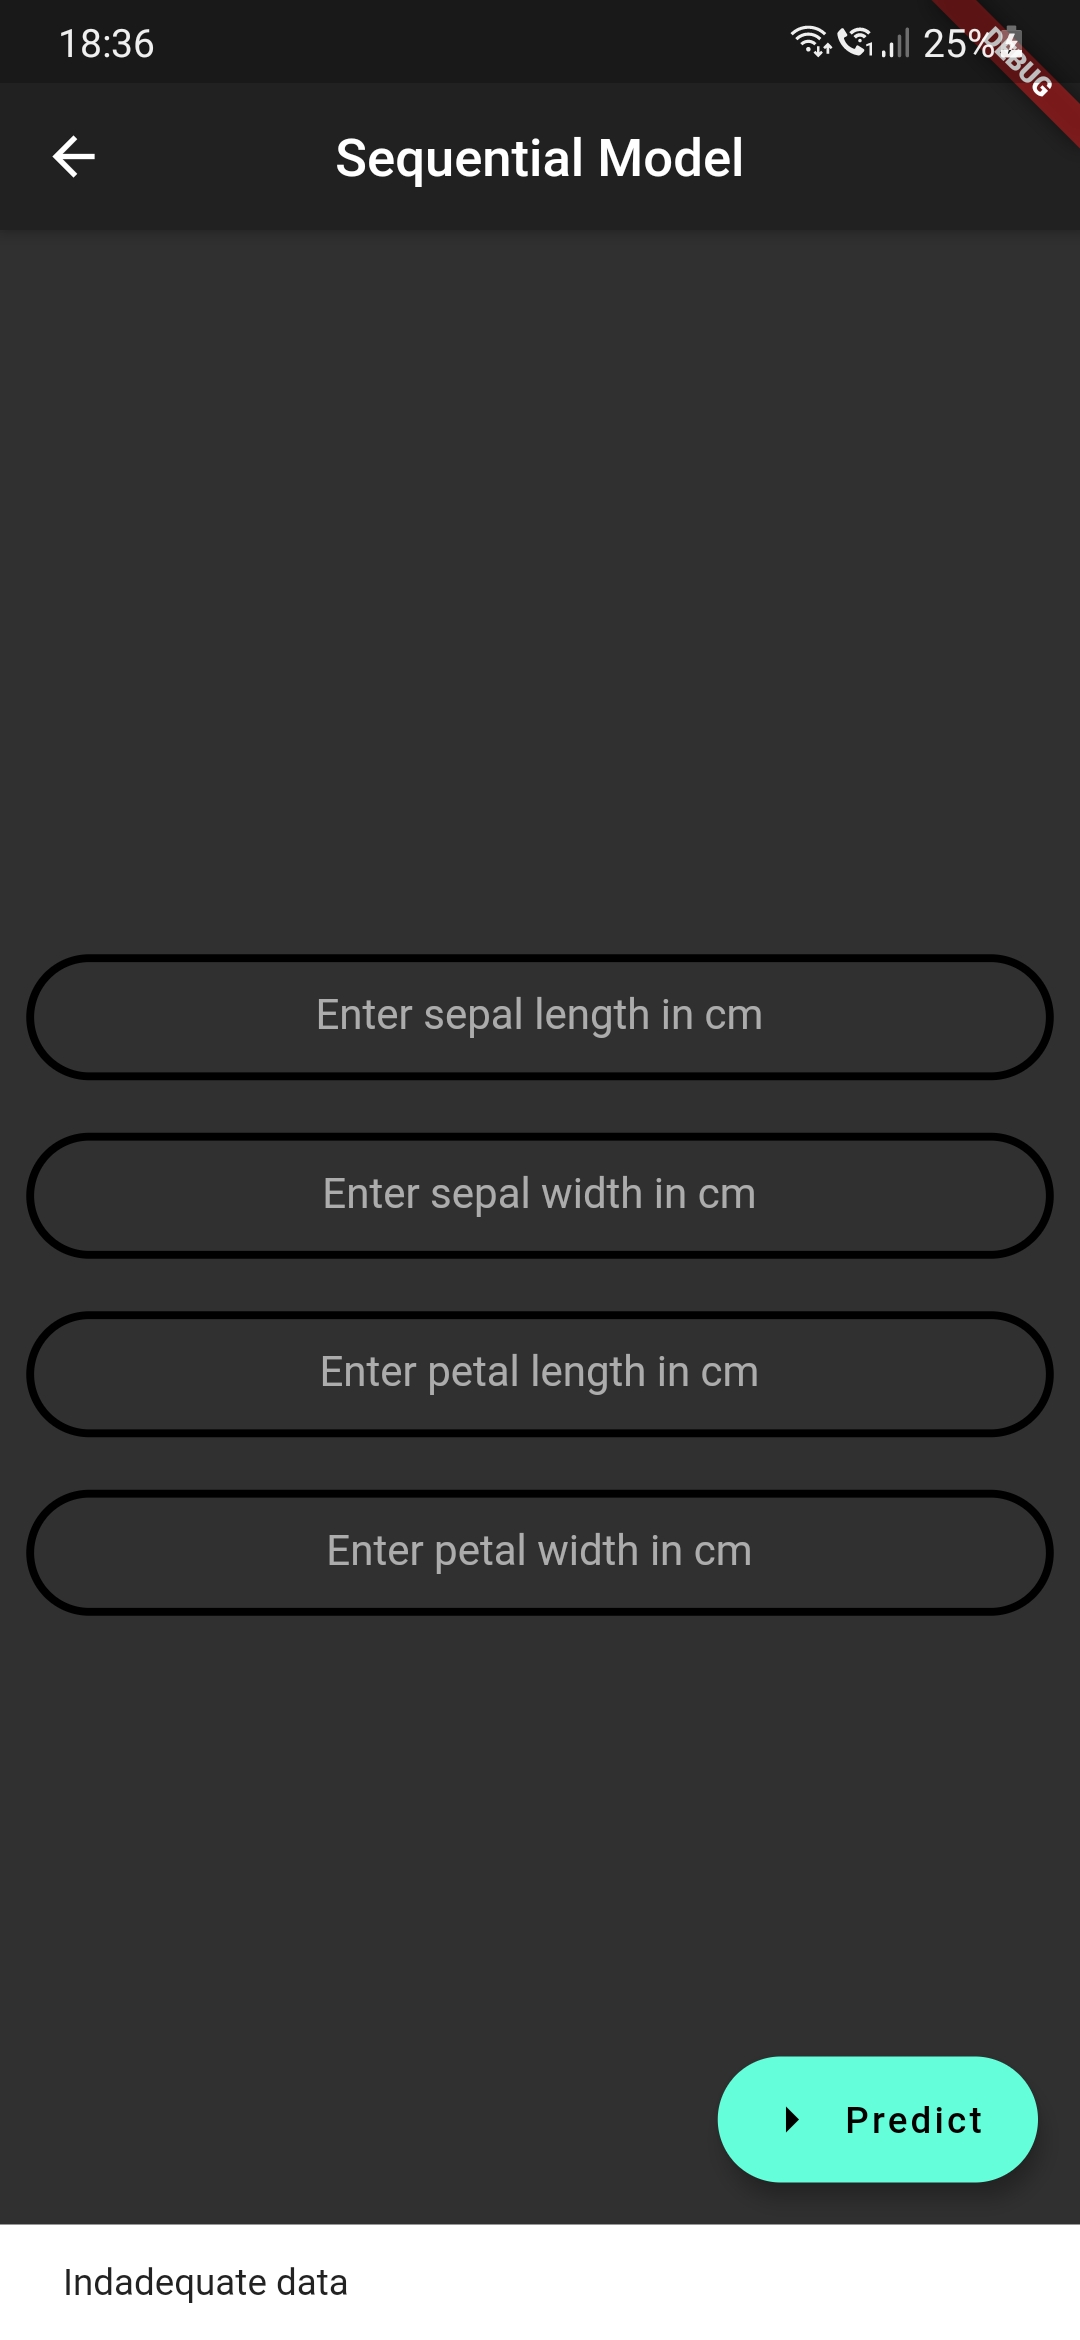 18:36
1
25%
DEBUG
Sequential Model
Enter sepal length in cm
Enter sepal width in cm
Enter petal length in cm
Enter petal width in cm
Predict
Indadequate data